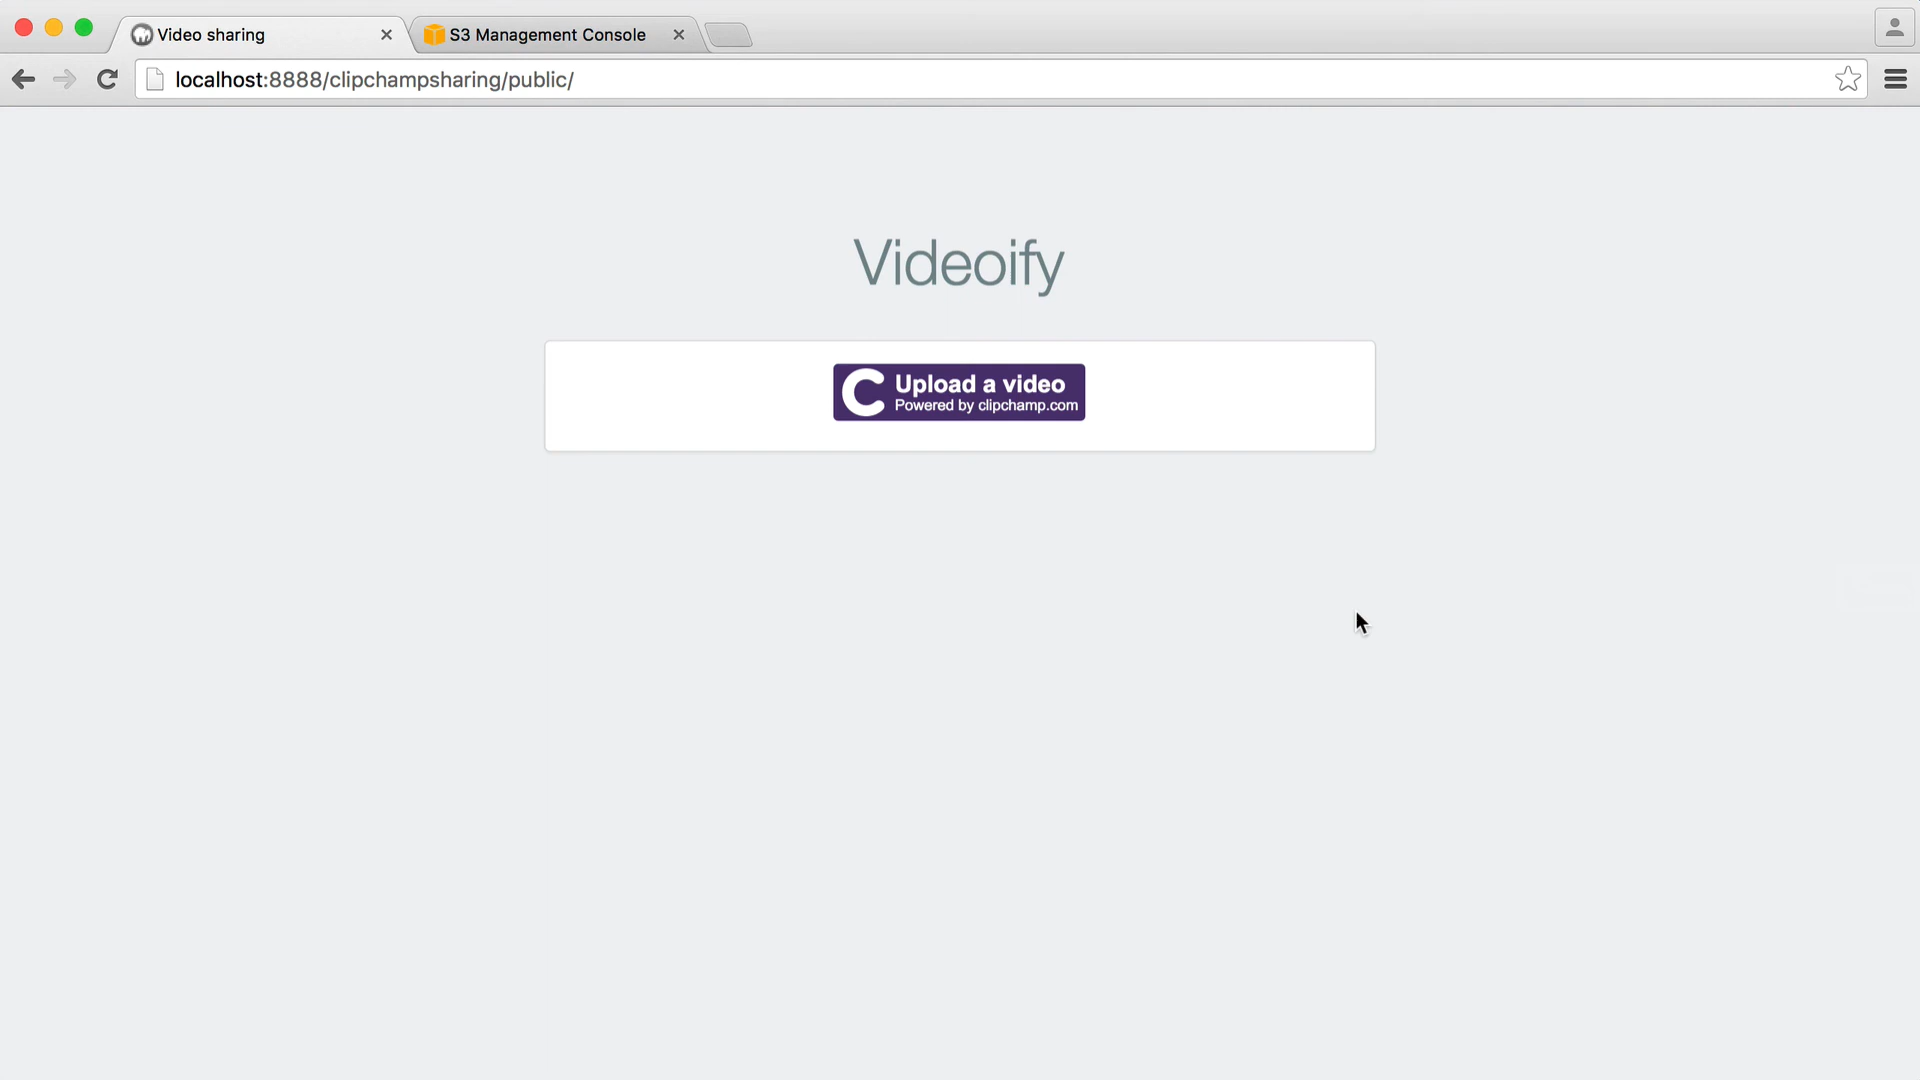 Video sharing
S3 Management Console
localhost:8888/clipchampsharing/public/
Videoify
Upload a video
Powered by clipchamp.com